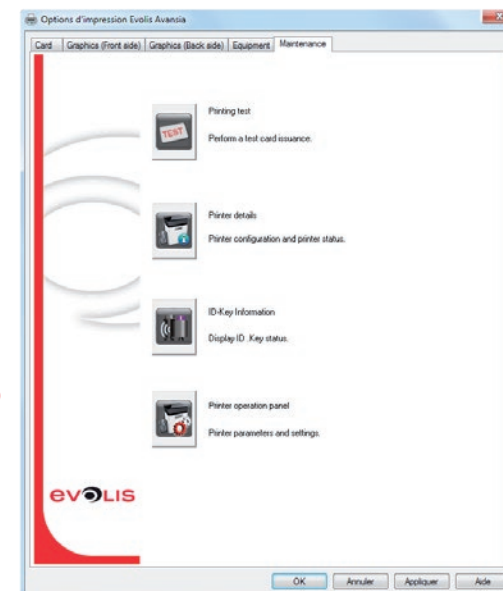 Options d'impression Evolis Avansia
Card Graphics (Front side) Graphics (Back side) Equipment Maintenance
Printing test
TEST
Perform a test card issuance.
Printer details
Printer configuration and printer status.
ID-Key Information
Display ID .Key status.
Printer operation panel
Printer parameters and settings.
evolis
OK Annuler Appliquer Aide